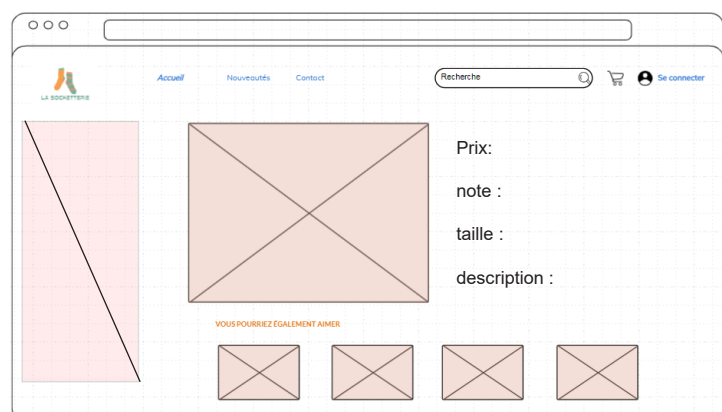 Accueil Nouveautés Contact Recherche Se connecter
LA SOCKETTERIE
Prix:
note :
taille :
description :
VOUS POURRIEZ ÉGALEMENT AIMER